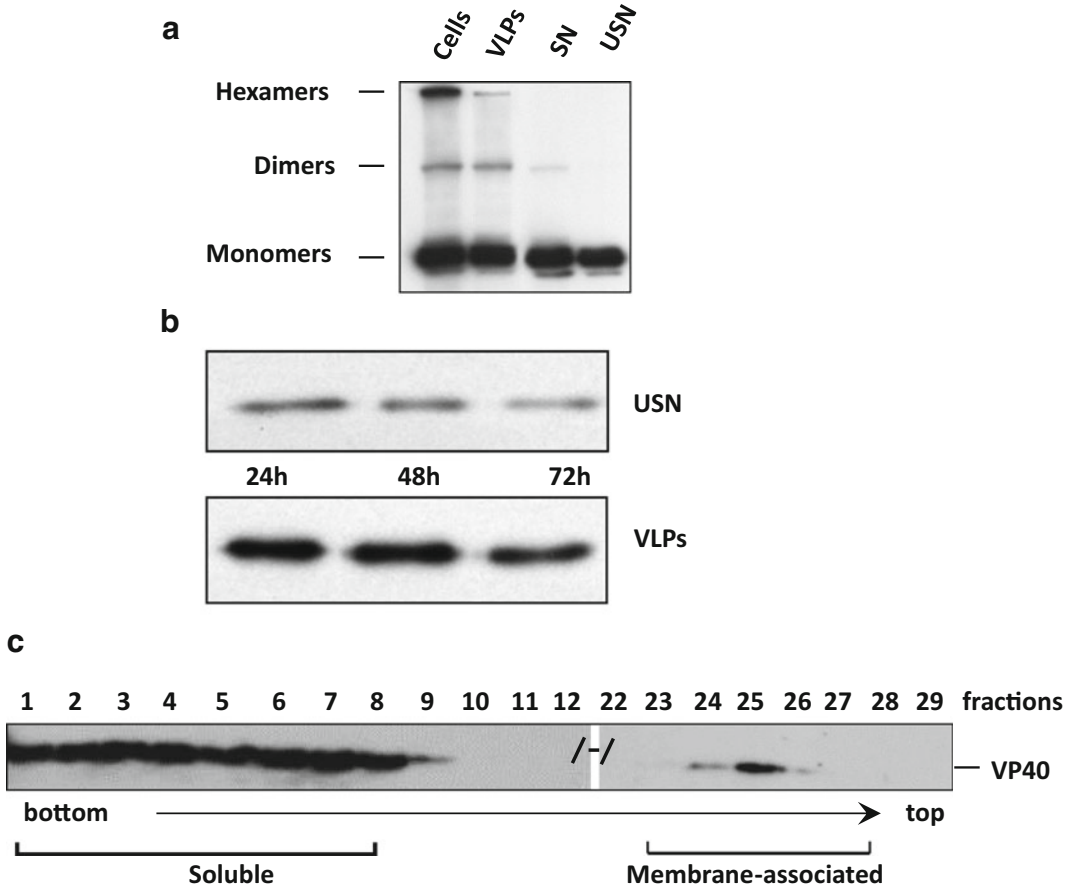 a
Cells VLPs SN USN
Hexamers
Dimers
Monomers
b
USN
24h 48h 72h
VLPs
c
1 2 3 4 5 6 7 8 9 10 11 12 22 23 24 25 26 27 28 29 fractions
/-/
VP40
bottom top
Soluble Membrane-associated